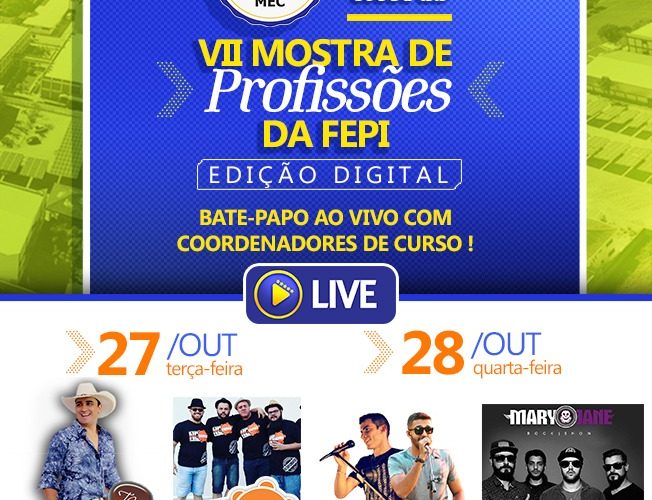 MEC
VII MOSTRA DE
Profissões
DA FEPI
EDIÇÃO DIGITAL
BATE-PAPO AO VIVO COM
COORDENADORES DE CURSO !
LIVE
27 /OUT
terça-feira
28 /OUT
quarta-feira
MARY JANE